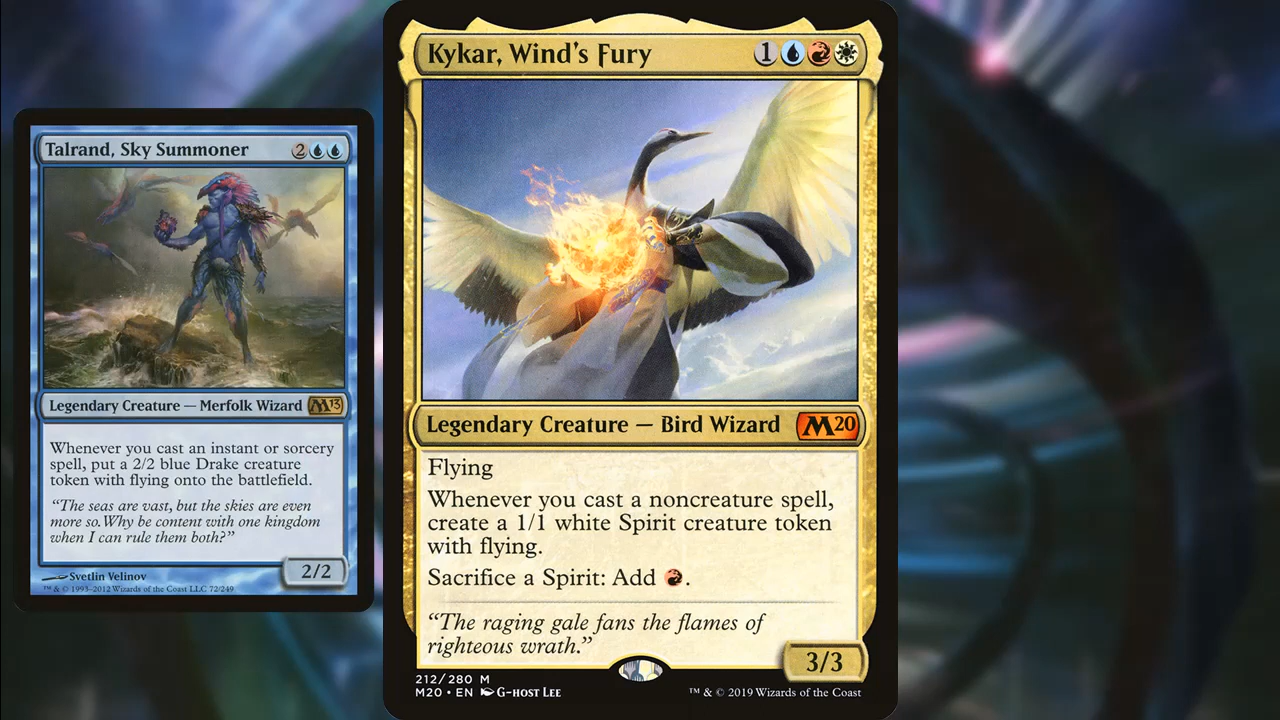 Talrand, Sky Summoner 2
Legendary Creature — Merfolk Wizard M13
Whenever you cast an instant or sorcery
spell, put a 2/2 blue Drake creature
token with flying onto the battlefield.
“The seas are vast, but the skies are even
more so. Why be content with one kingdom
when I can rule them both?”
2/2
Svetlin Velinov
™ & © 1993–2012 Wizards of the Coast LLC 72/249
Kykar, Wind's Fury 1
Legendary Creature — Bird Wizard M20
Flying
Whenever you cast a noncreature spell,
create a 1/1 white Spirit creature token
with flying.
Sacrifice a Spirit: Add .
“The raging gale fans the flames of
righteous wrath.”
3/3
212/280 M
M20 • EN G-host Lee
™ & © 2019 Wizards of the Coast